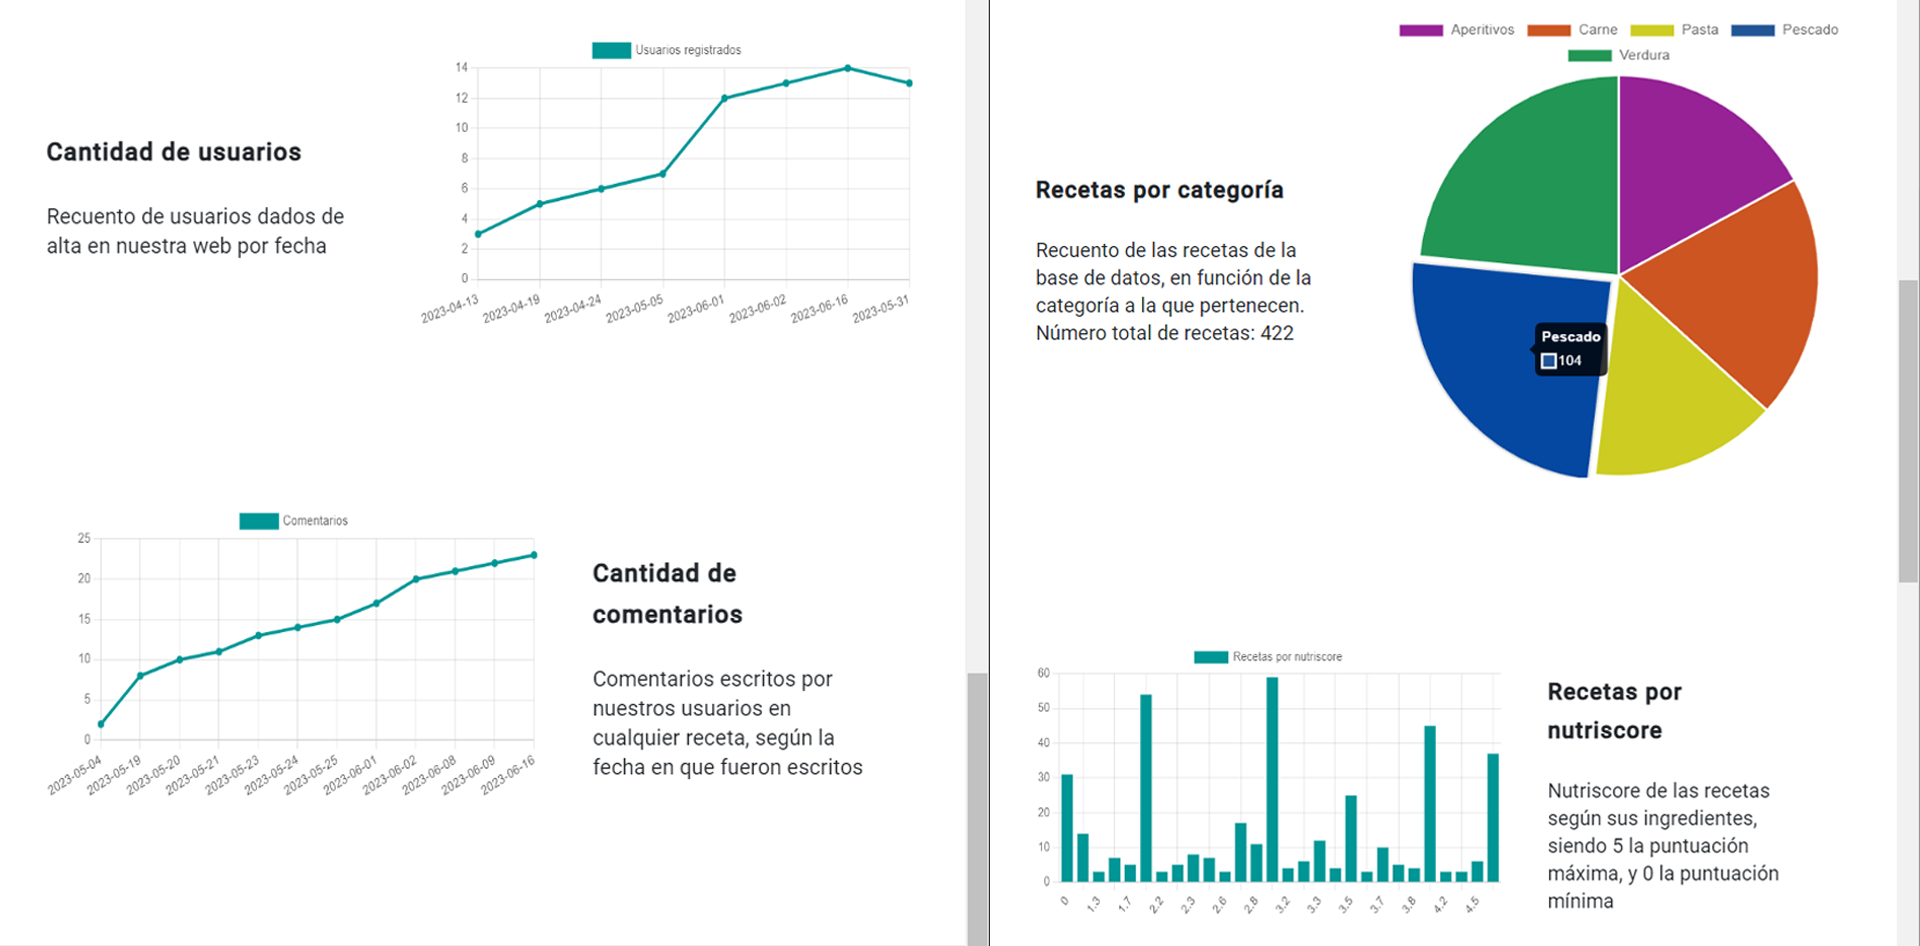 Usuarios registrados
14
12
10
8
6
4
2
0
2023-04-13
2023-04-19
2023-04-24
2023-05-05
2023-06-01
2023-06-02
2023-06-16
2023-05-31
Cantidad de usuarios
Recuento de usuarios dados de
alta en nuestra web por fecha
Comentarios
25
20
15
10
5
0
2023-05-04
2023-05-19
2023-05-20
2023-05-21
2023-05-23
2023-05-24
2023-05-25
2023-06-01
2023-06-02
2023-06-08
2023-06-09
2023-06-16
Cantidad de
comentarios
Comentarios escritos por
nuestros usuarios en
cualquier receta, según la
fecha en que fueron escritos
Aperitivos Carne Pasta Pescado
Verdura
Recetas por categoría
Recuento de las recetas de la
base de datos, en función de la
categoría a la que pertenecen.
Número total de recetas: 422
Pescado
104
Recetas por nutriscore
60
50
40
30
20
10
0
0
1.3
1.7
2.2
2.3
2.6
2.8
3.2
3.3
3.5
3.7
3.8
4.2
4.5
Recetas por
nutriscore
Nutriscore de las recetas
según sus ingredientes,
siendo 5 la puntuación
máxima, y 0 la puntuación
mínima